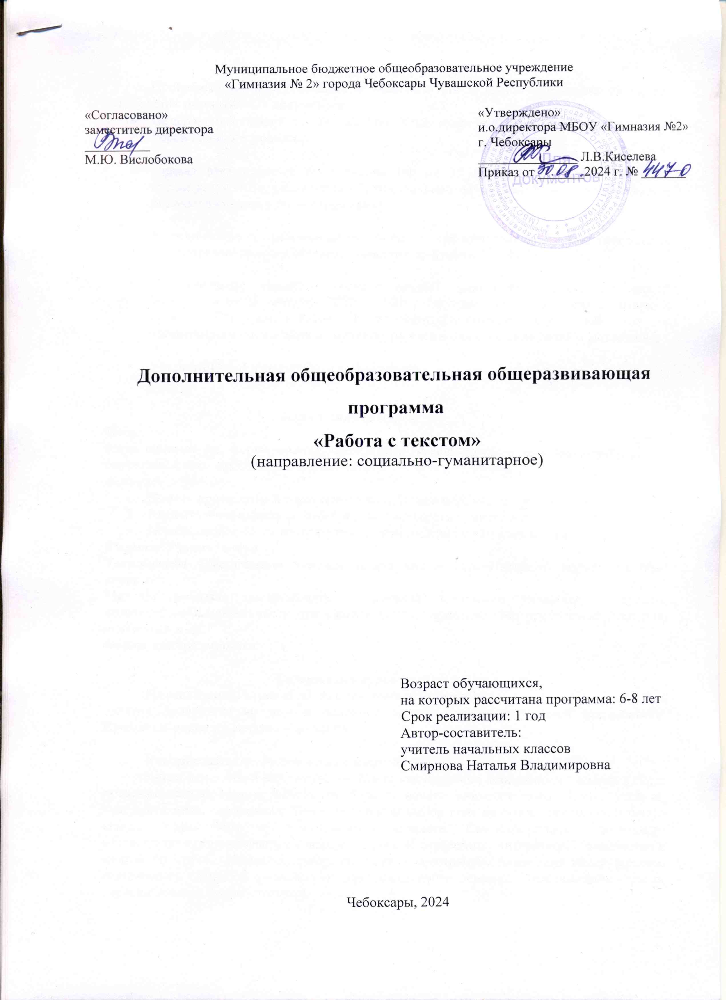 Муниципальное бюджетное общеобразовательное учреждение
«Гимназия № 2» города Чебоксары Чувашской Республики
«Согласовано»
заместитель директора
М.Ю. Вислобокова
«Утверждено»
и.о.директора МБОУ «Гимназия №2»
г. Чебоксары
Л.В.Киселева
Приказ от 30.08.2024 г. № 447-О
Для
документов
Дополнительная общеобразовательная общеразвивающая
программа
«Работа с текстом»
(направление: социально-гуманитарное)
Возраст обучающихся,
на которых рассчитана программа: 6-8 лет
Срок реализации: 1 год
Автор-составитель:
учитель начальных классов
Смирнова Наталья Владимировна
Чебоксары, 2024